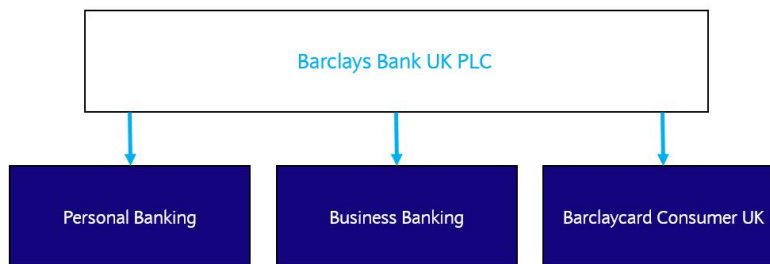 Barclays Bank UK PLC
Personal Banking
Business Banking
Barclaycard Consumer UK